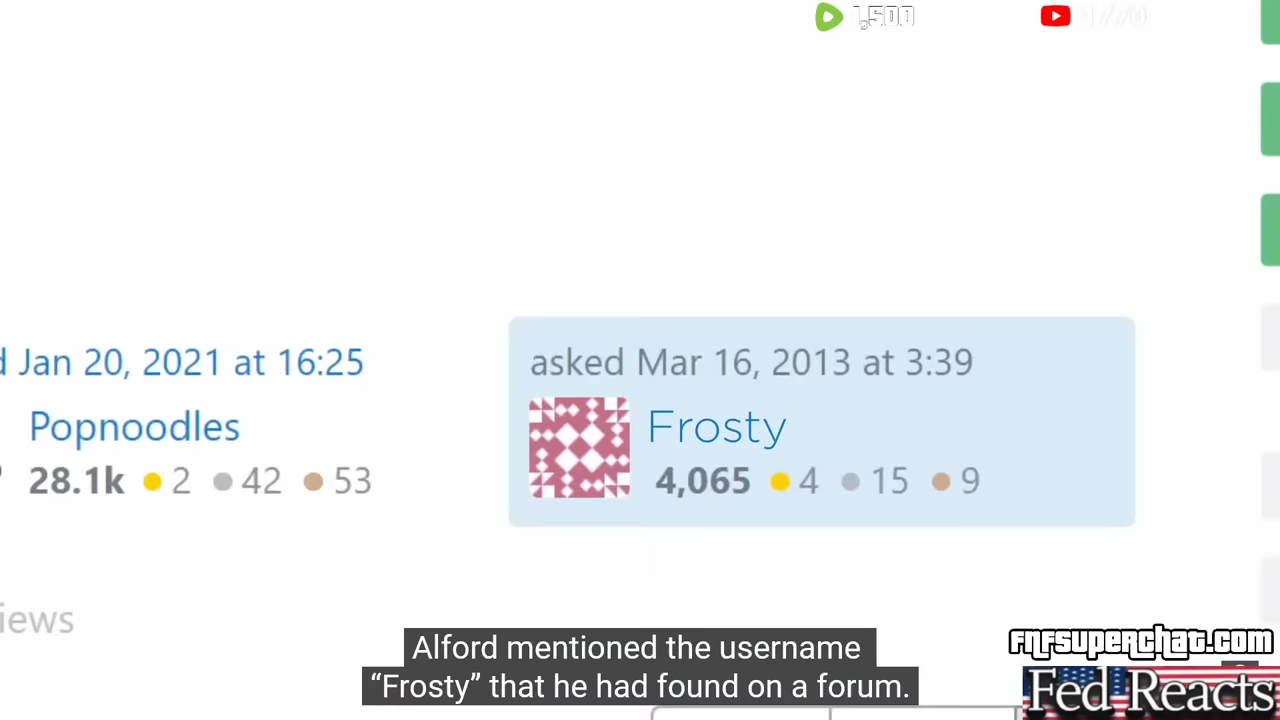 1,500
d Jan 20, 2021 at 16:25
asked Mar 16, 2013 at 3:39
Popnoodles
Frosty
28.1k 2 42 53
4,065 4 15 9
iews
Alford mentioned the username
“Frosty” that he had found on a forum.
FNFSUPERCHAT.COM
Fed Reacts